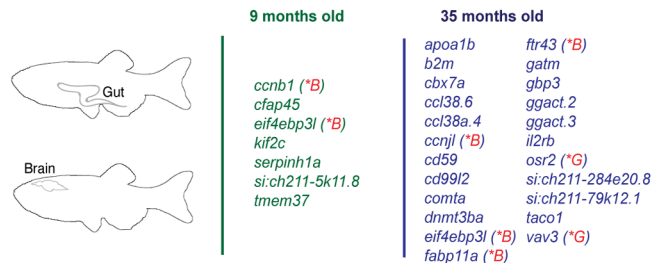 9 months old
35 months old
Gut
Brain
ccnb1 (*B)
cfap45
eif4ebp3l (*B)
kif2c
serpinh1a
si:ch211-5k11.8
tmem37
apoa1b
b2m
cbx7a
ccl38.6
ccl38a.4
ccnjl (*B)
cd59
cd99l2
comta
dnmt3ba
eif4ebp3l (*B)
fabp11a (*B)
ftr43 (*B)
gatm
gbp3
ggact.2
ggact.3
il2rb
osr2 (*G)
si:ch211-284e20.8
si:ch211-79k12.1
taco1
vav3 (*G)